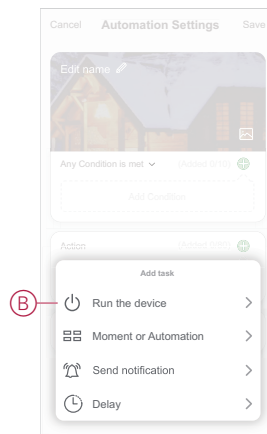 Cancel Automation Settings Save
Edit name
Any Condition is met (Added 0/10)
Add Condition
Action (Added 0/50)
Add task
B Run the device
Moment or Automation
Send notification
Delay